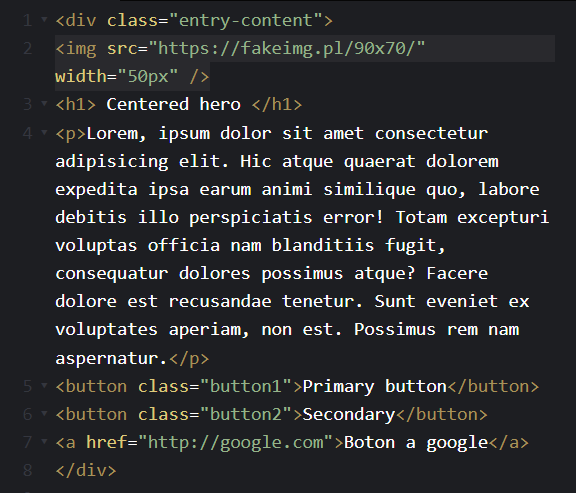 1 <div class="entry-content">
2 <img src="https://fakeimg.pl/90x70/"
width="50px" />
3 <h1> Centered hero </h1>
4 <p>Lorem, ipsum dolor sit amet consectetur
adipisicing elit. Hic atque quaerat dolorem
expedita ipsa earum animi similique quo, labore
debitis illo perspiciatis error! Totam excepturi
voluptas officia nam blanditiis fugit,
consequatur dolores possimus atque? Facere
dolore est recusandae tenetur. Sunt eveniet ex
voluptates aperiam, non est. Possimus rem nam
aspernatur.</p>
5 <button class="button1">Primary button</button>
6 <button class="button2">Secondary</button>
7 <a href="http://google.com">Boton a google</a>
8 </div>